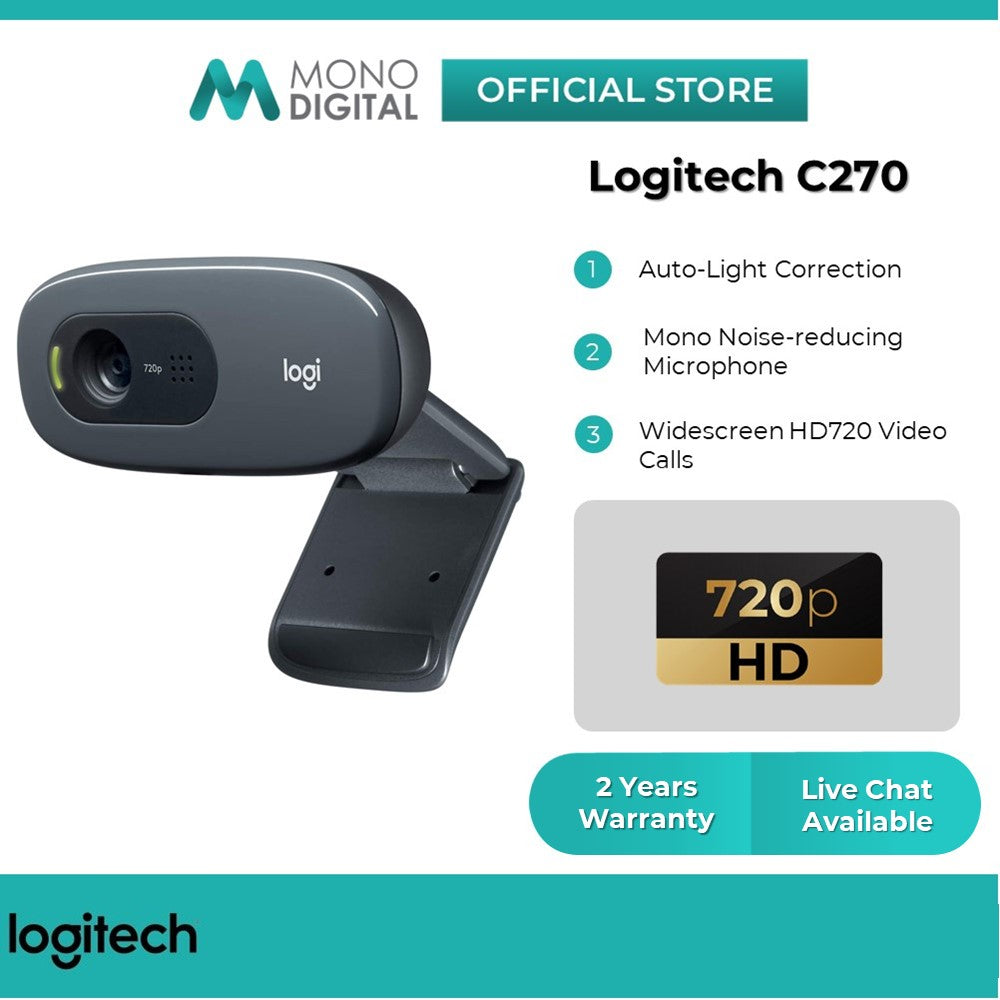 MONO
DIGITAL
OFFICIAL STORE
Logitech C270
1
Auto-Light Correction
2
Mono Noise-reducing
Microphone
3
Widescreen HD720 Video
Calls
720p
logi
720p
HD
2 Years
Warranty
Live Chat
Available
logitech